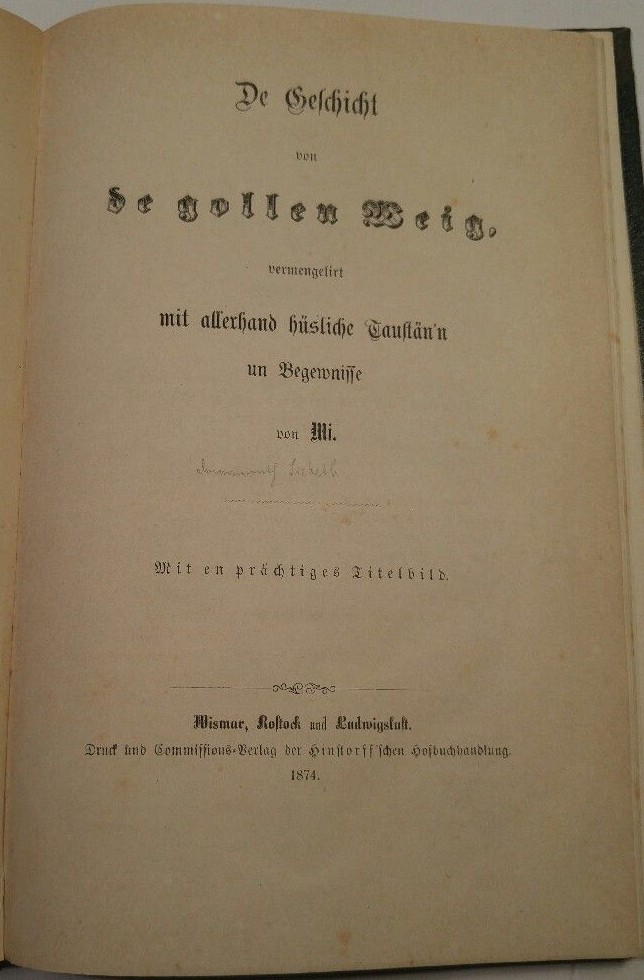 De Geschicht
von
de gollen Weig,
vermengelirt
mit allerhand hüsliche Taustän'n
un Begewnisse
von Mi.
Mit en prächtiges Titelbild.
Wismar, Rostock und Ludwigslust.
Druck und Commissions-Verlag der Hinstorff'schen Hofbuchhandlung.
1874.